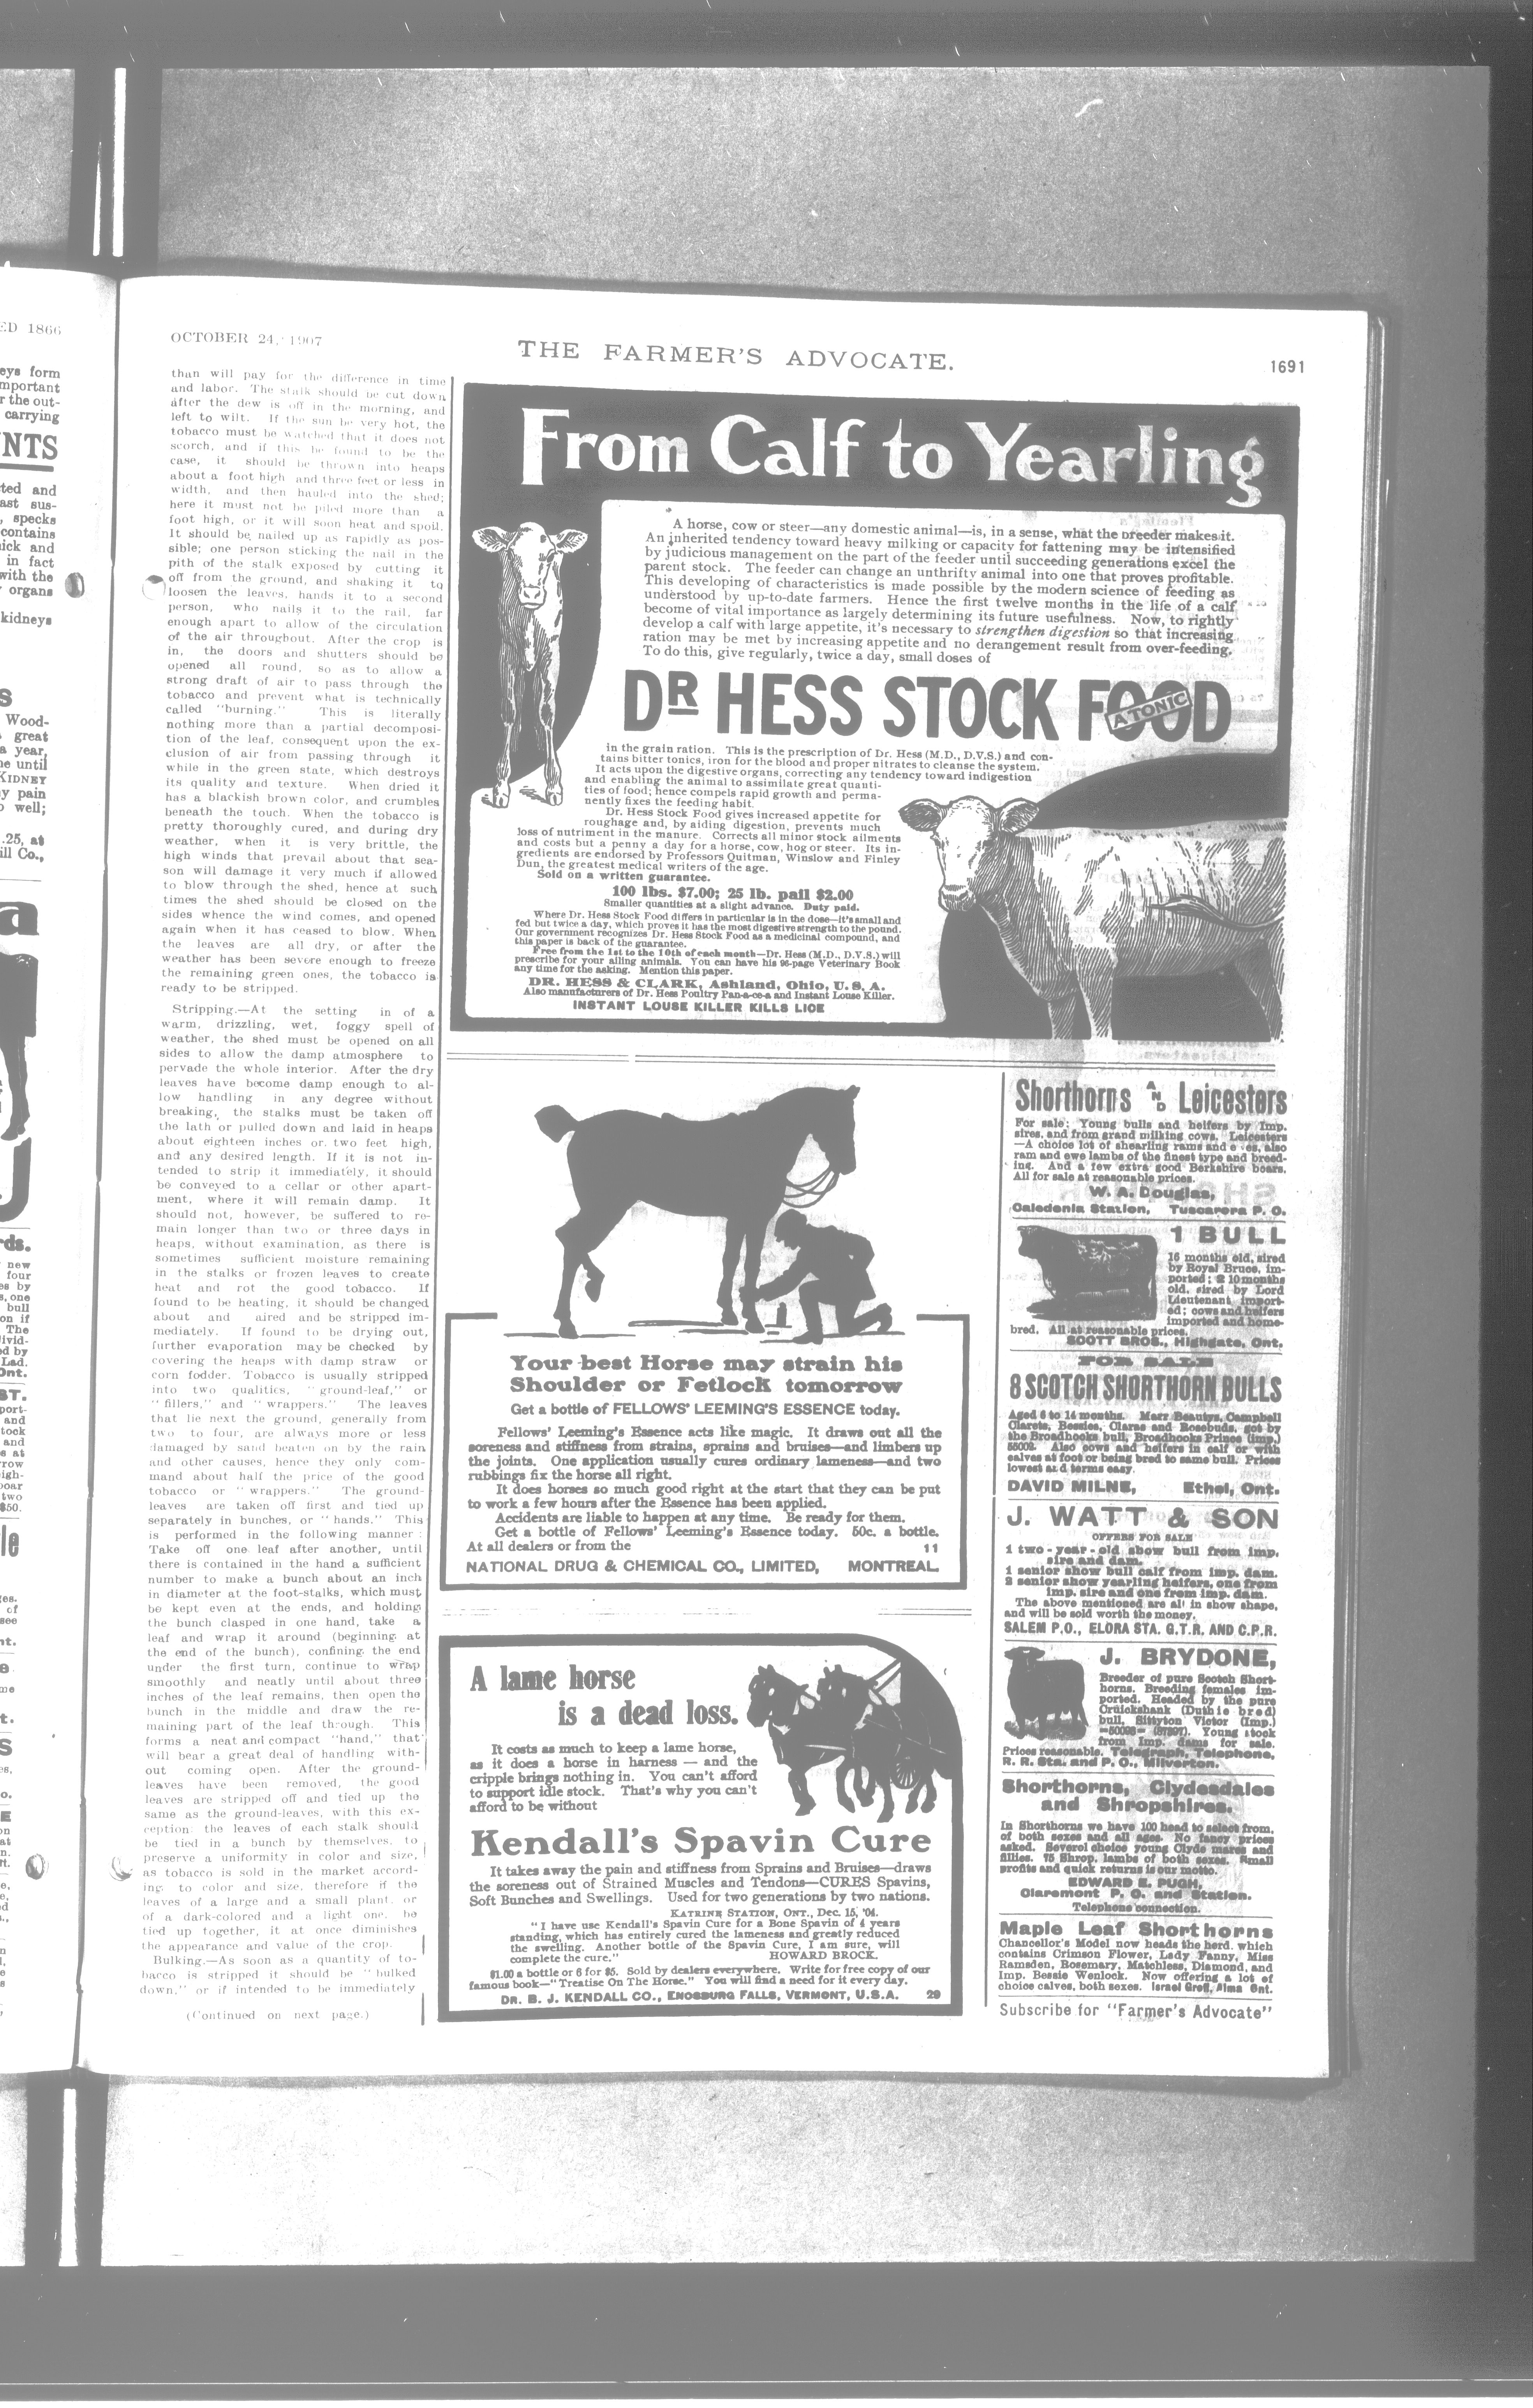 OCTOBER 24, 1907
THE FARMER'S ADVOCATE.
1691
than will pay for the difference in time
and labor. The stalk should be cut down
after the dew is off in the morning, and
left to wilt. If the sun be very hot, the
tobacco must be watched that it does not
scorch, and if this be found to be the
case, it should be thrown into heaps
about a foot high and three feet or less in
width, and then hauled into the shed;
here it must not be piled more than a
foot high, or it will soon heat and spoil.
It should be nailed up as rapidly as pos-
sible; one person sticking the nail in the
pith of the stalk exposed by cutting it
off from the ground, and shaking it to
loosen the leaves, hands it to a second
person, who nails it to the rail, far
enough apart to allow of the circulation
of the air throughout. After the crop is
in, the doors and shutters should be
opened all round, so as to allow a
strong draft of air to pass through the
tobacco and prevent what is technically
called "burning." This is literally
nothing more than a partial decomposi-
tion of the leaf, consequent upon the ex-
clusion of air from passing through it
while in the green state, which destroys
its quality and texture. When dried it
has a blackish brown color, and crumbles
beneath the touch. When the tobacco is
pretty thoroughly cured, and during dry
weather, when it is very brittle, the
high winds that prevail about that sea-
son will damage it very much if allowed
to blow through the shed, hence at such
times the shed should be closed on the
sides whence the wind comes, and opened
again when it has ceased to blow. When
the leaves are all dry, or after the
weather has been severe enough to freeze
the remaining green ones, the tobacco is
ready to be stripped.
Stripping.—At the setting in of a
warm, drizzling, wet, foggy spell of
weather, the shed must be opened on all
sides to allow the damp atmosphere to
pervade the whole interior. After the dry
leaves have become damp enough to al-
low handling in any degree without
breaking, the stalks must be taken off
the lath or pulled down and laid in heaps
about eighteen inches or two feet high,
and any desired length. If it is not in-
tended to strip it immediately, it should
be conveyed to a cellar or other apart-
ment, where it will remain damp. It
should not, however, be suffered to re-
main longer than two or three days in
heaps, without examination, as there is
sometimes sufficient moisture remaining
in the stalks or frozen leaves to create
heat and rot the good tobacco. If
found to be heating, it should be changed
about and aired and be stripped im-
mediately. If found to be drying out,
further evaporation may be checked by
covering the heaps with damp straw or
corn fodder. Tobacco is usually stripped
into two qualities, "ground-leaf," or
"fillers," and "wrappers." The leaves
that lie next the ground, generally from
two to four, are always more or less
damaged by sand beaten on by the rain
and other causes, hence they only com-
mand about half the price of the good
tobacco or "wrappers." The ground-
leaves are taken off first and tied up
separately in bunches, or "hands." This
is performed in the following manner:
Take off one leaf after another, until
there is contained in the hand a sufficient
number to make a bunch about an inch
in diameter at the foot-stalks, which must
be kept even at the ends, and holding
the bunch clasped in one hand, take a
leaf and wrap it around (beginning at
the end of the bunch), confining the end
under the first turn, continue to wrap
smoothly and neatly until about three
inches of the leaf remains, then open the
bunch in the middle and draw the re-
maining part of the leaf through. This
forms a neat and compact "hand," that
will bear a great deal of handling with-
out coming open. After the ground-
leaves have been removed, the good
leaves are stripped off and tied up the
same as the ground-leaves, with this ex-
ception: the leaves of each stalk should
be tied in a bunch by themselves, to
preserve a uniformity in color and size,
as tobacco is sold in the market accord-
ing to color and size, therefore if the
leaves of a large and a small plant, or
of a dark-colored and a light one, be
tied up together, it at once diminishes
the appearance and value of the crop.
Bulking.—As soon as a quantity of to-
bacco is stripped it should be "bulked
down," or if intended to be immediately
(Continued on next page.)
From Calf to Yearling
A horse, cow or steer—any domestic animal—is, in a sense, what the breeder makes it.
An inherited tendency toward heavy milking or capacity for fattening may be intensified
by judicious management on the part of the feeder until succeeding generations excel the
parent stock. The feeder can change an unthrifty animal into one that proves profitable.
This developing of characteristics is made possible by the modern science of feeding as
understood by up-to-date farmers. Hence the first twelve months in the life of a calf
become of vital importance as largely determining its future usefulness. Now, to rightly
develop a calf with large appetite, it's necessary to strengthen digestion so that increasing
ration may be met by increasing appetite and no derangement result from over-feeding.
To do this, give regularly, twice a day, small doses of
DR HESS STOCK FOOD
A TONIC
in the grain ration. This is the prescription of Dr. Hess (M.D., D.V.S.) and con-
tains bitter tonics, iron for the blood and proper nitrates to cleanse the system.
It acts upon the digestive organs, correcting any tendency toward indigestion
and enabling the animal to assimilate great quanti-
ties of food; hence compels rapid growth and perma-
nently fixes the feeding habit.
Dr. Hess Stock Food gives increased appetite for
roughage and, by aiding digestion, prevents much
loss of nutriment in the manure. Corrects all minor stock ailments
and costs but a penny a day for a horse, cow, hog or steer. Its in-
gredients are endorsed by Professors Quitman, Winslow and Finley
Dun, the greatest medical writers of the age.
Sold on a written guarantee.
100 lbs. $7.00; 25 lb. pail $2.00
Smaller quantities at a slight advance. Duty paid.
Where Dr. Hess Stock Food differs in particular is in the dose—it's small and
fed but twice a day, which proves it has the most digestive strength to the pound.
Our government recognizes Dr. Hess Stock Food as a medicinal compound, and
this paper is back of the guarantee.
Free from the 1st to the 10th of each month—Dr. Hess (M.D., D.V.S.) will
prescribe for your ailing animals. You can have his 96-page Veterinary Book
any time for the asking. Mention this paper.
DR. HESS & CLARK, Ashland, Ohio, U. S. A.
Also manufacturers of Dr. Hess Poultry Pan-a-ce-a and Instant Louse Killer.
INSTANT LOUSE KILLER KILLS LICE
Your best Horse may strain his
Shoulder or Fetlock tomorrow
Get a bottle of FELLOWS' LEEMING'S ESSENCE today.
Fellows' Leeming's Essence acts like magic. It draws out all the
soreness and stiffness from strains, sprains and bruises—and limbers up
the joints. One application usually cures ordinary lameness—and two
rubbings fix the horse all right.
It does horses so much good right at the start that they can be put
to work a few hours after the Essence has been applied.
Accidents are liable to happen at any time. Be ready for them.
Get a bottle of Fellows' Leeming's Essence today. 50c. a bottle.
At all dealers or from the 11
NATIONAL DRUG & CHEMICAL CO., LIMITED, MONTREAL.
A lame horse
is a dead loss.
It costs as much to keep a lame horse,
as it does a horse in harness — and the
cripple brings nothing in. You can't afford
to support idle stock. That's why you can't
afford to be without
Kendall's Spavin Cure
It takes away the pain and stiffness from Sprains and Bruises—draws
the soreness out of Strained Muscles and Tendons—CURES Spavins,
Soft Bunches and Swellings. Used for two generations by two nations.
KATRINE STATION, ONT., Dec. 15, '04.
"I have use Kendall's Spavin Cure for a Bone Spavin of 4 years
standing, which has entirely cured the lameness and greatly reduced
the swelling. Another bottle of the Spavin Cure, I am sure, will
complete the cure." HOWARD BROCK.
$1.00 a bottle or 6 for $5. Sold by dealers everywhere. Write for free copy of our
famous book—"Treatise On The Horse." You will find a need for it every day.
DR. B. J. KENDALL CO., ENOSBURG FALLS, VERMONT, U.S.A. 29
Shorthorns AND Leicesters
For sale: Young bulls and heifers by Imp.
sires, and from grand milking cows. Leicesters
—A choice lot of shearling rams and ewes, also
ram and ewe lambs of the finest type and breed-
ing. And a few extra good Berkshire boars.
All for sale at reasonable prices.
W. A. Douglas,
Caledonia Station, Tuscarora P. O.
1 BULL
16 months old, sired
by Royal Bruce, im-
ported; 2 10 months
old, sired by Lord
Lieutenant, import-
ed; cows and heifers
imported and home-
bred. All at reasonable prices.
SCOTT BROS., Highgate, Ont.
FOR SALE
8 SCOTCH SHORTHORN BULLS
Aged 6 to 14 months. Marr Beautys, Campbell
Clarets, Bessies, Claras and Rosebuds, got by
the Broadhooks bull, Broadhooks Prince (imp.)
55002. Also cows and heifers in calf or with
calves at foot or being bred to same bull. Prices
lowest and terms easy.
DAVID MILNE, Ethel, Ont.
J. WATT & SON
OFFERS FOR SALE
1 two-year-old show bull from imp.
sire and dam.
1 senior show bull calf from imp. dam.
2 senior show yearling heifers, one from
imp. sire and one from imp. dam.
The above mentioned are all in show shape,
and will be sold worth the money.
SALEM P.O., ELORA STA. G.T.R. AND C.P.R.
J. BRYDONE,
Breeder of pure Scotch Short-
horns. Breeding females im-
ported. Headed by the pure
Cruickshank (Duthie bred)
bull, Sittyton Victor (Imp.)
=50093= (87397). Young stock
from Imp. dams for sale.
Prices reasonable. Telegraph, Telephone,
R. R. Sta. and P. O., Milverton.
Shorthorns, Clydesdales
and Shropshires.
In Shorthorns we have 100 head to select from,
of both sexes and all ages. No fancy prices
asked. Several choice young Clyde mares and
fillies. 75 Shrop. lambs of both sexes. Small
profits and quick returns is our motto.
EDWARD E. PUGH,
Claremont P. O. and Station.
Telephone connection.
Maple Leaf Shorthorns
Chancellor's Model now heads the herd, which
contains Crimson Flower, Lady Fanny, Miss
Ramsden, Rosemary, Matchless, Diamond, and
Imp. Bessie Wenlock. Now offering a lot of
choice calves, both sexes. Israel Groff, Alma Ont.
Subscribe for "Farmer's Advocate"